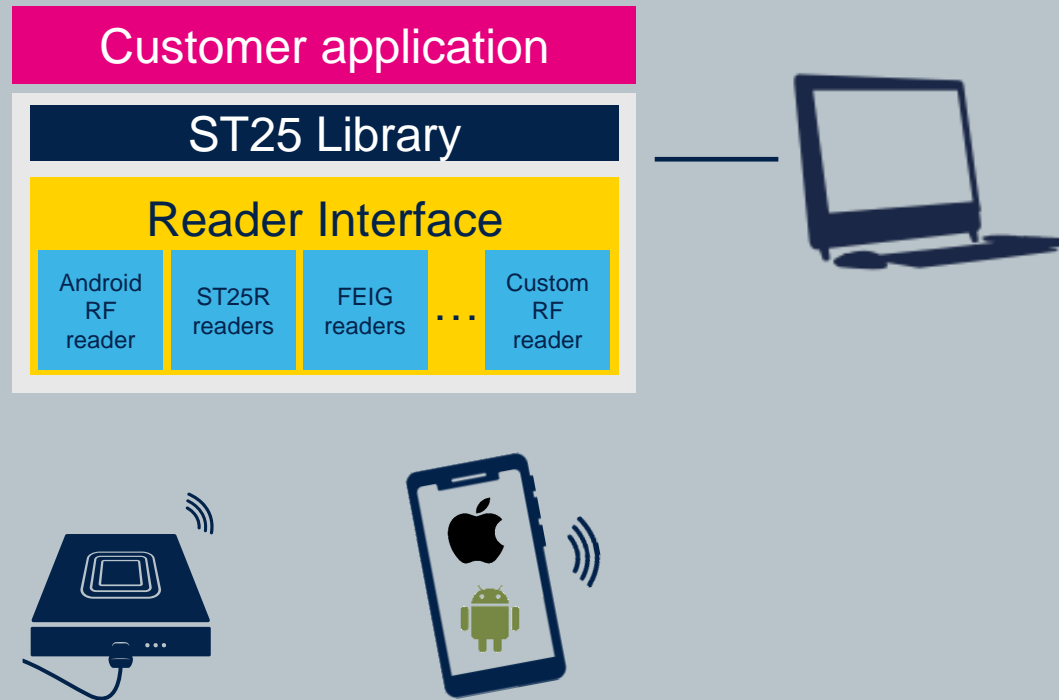 Customer application
ST25 Library
Reader Interface
Android
RF
reader
ST25R
readers
FEIG
readers
...
Custom
RF
reader